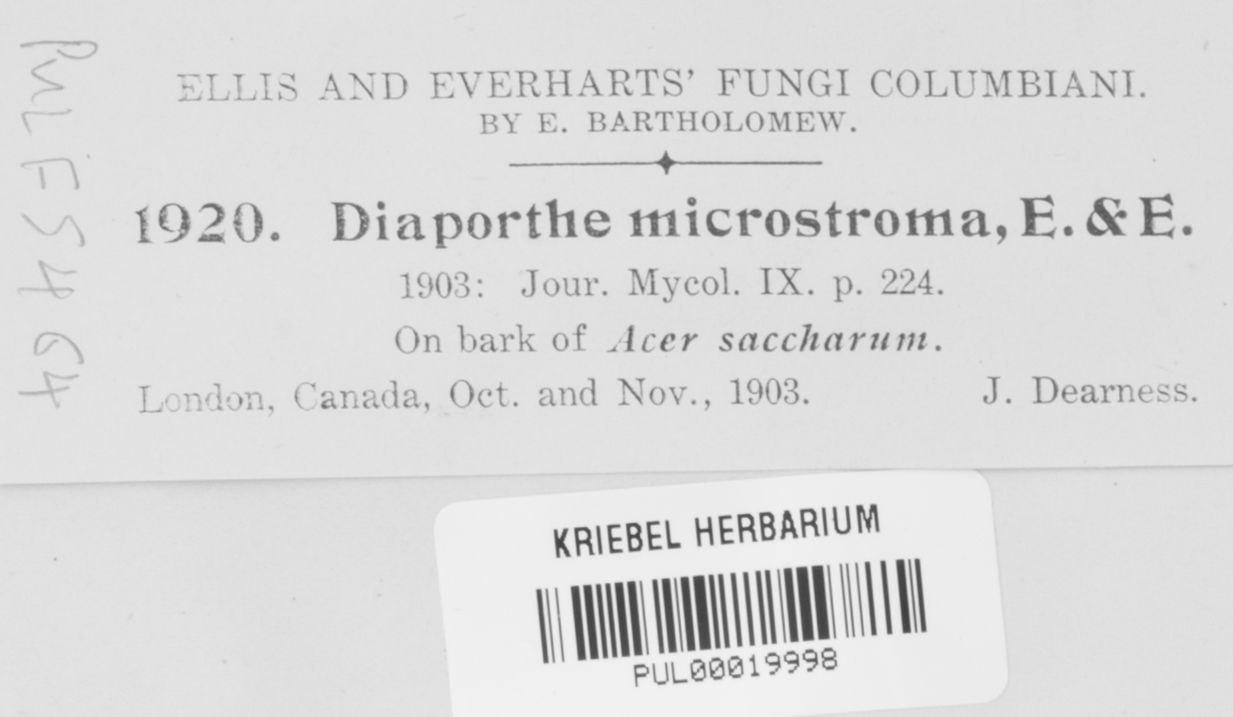 ELLIS AND EVERHARTS' FUNGI COLUMBIANI.
BY E. BARTHOLOMEW.
1920. Diaporthe microstroma, E. & E.
1903: Jour. Mycol. IX. p. 224.
On bark of Acer saccharum.
London, Canada, Oct. and Nov., 1903. J. Dearness.
PUL F5464
KRIEBEL HERBARIUM
PUL00019998